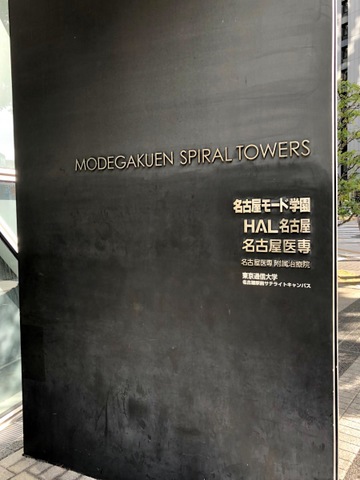 MODEGAKUEN SPIRAL TOWERS
名古屋モード学園
HAL名古屋
名古屋医専
名古屋医専附属治療院
東京通信大学
名古屋駅前サテライトキャンパス